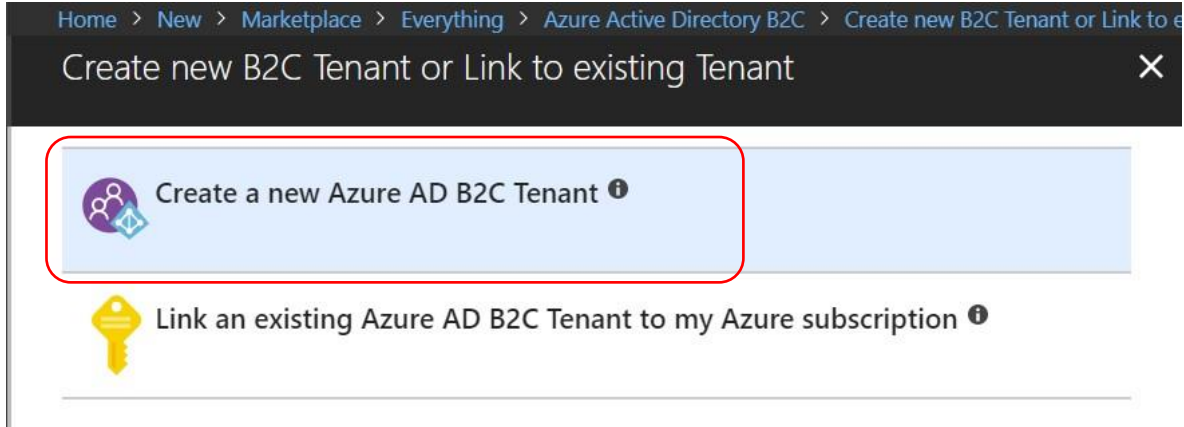 Home > New > Marketplace > Everything > Azure Active Directory B2C > Create new B2C Tenant or Link to
Create new B2C Tenant or Link to existing Tenant
Create a new Azure AD B2C Tenant
Link an existing Azure AD B2C Tenant to my Azure subscription